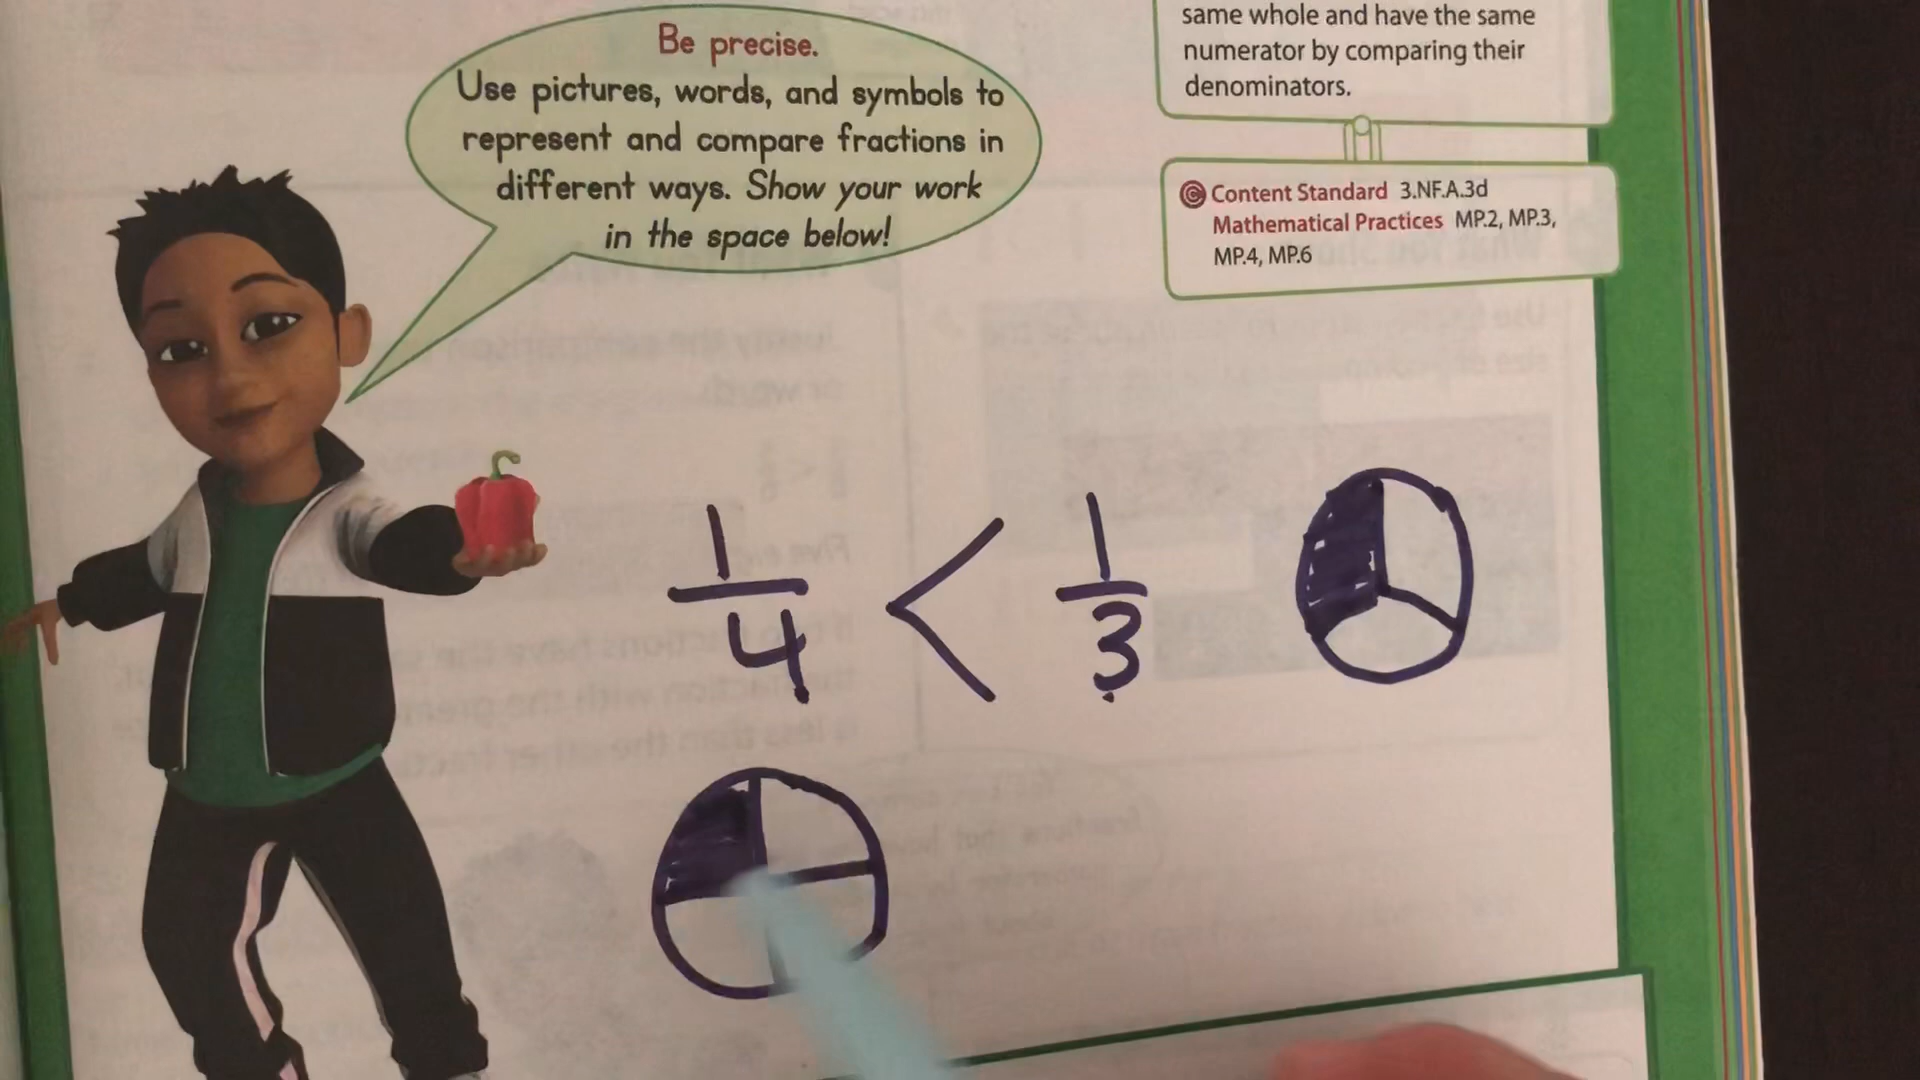 Be precise.
Use pictures, words, and symbols to
represent and compare fractions in
different ways. Show your work
in the space below!
same whole and have the same
numerator by comparing their
denominators.
Content Standard 3.NF.A.3d
Mathematical Practices MP.2, MP.3,
MP.4, MP.6
1/4 < 1/3